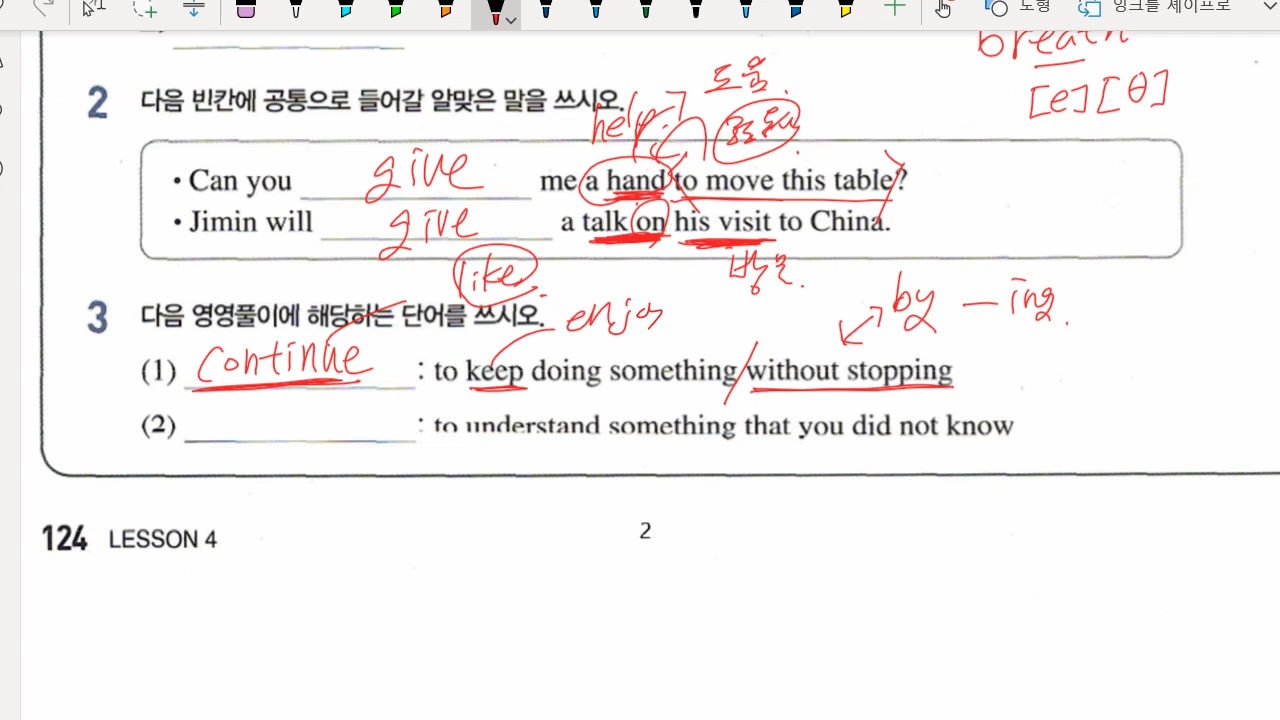 도형
잉크를 셰이프로
breath
[e][θ]
2 다음 빈칸에 공통으로 들어갈 알맞은 말을 쓰시오.
도움
help
• Can you give me a hand to move this table?
• Jimin will give a talk on his visit to China.
like
방문
3 다음 영영풀이에 해당하는 단어를 쓰시오.
enjoy
by -ing
(1) continue : to keep doing something/without stopping
(2) : to understand something that you did not know
124 LESSON 4
2